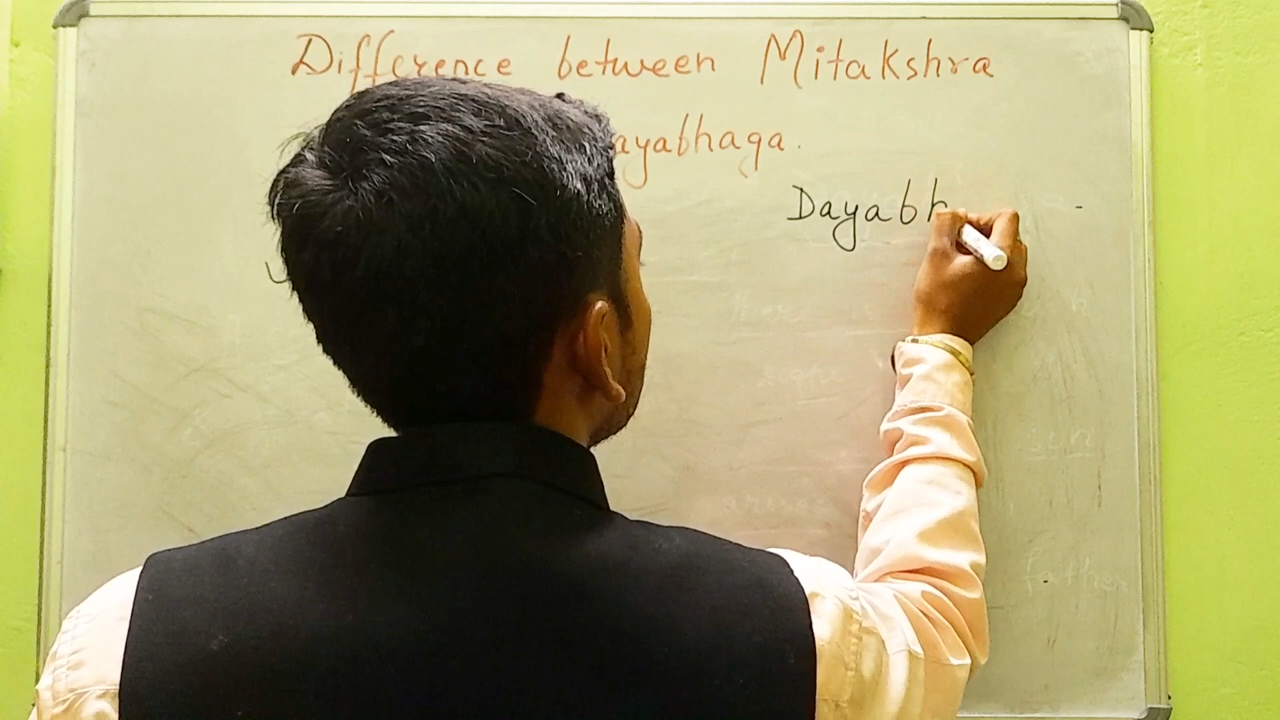 Difference between Mitakshra
ayabhaga.
Dayabh
Father